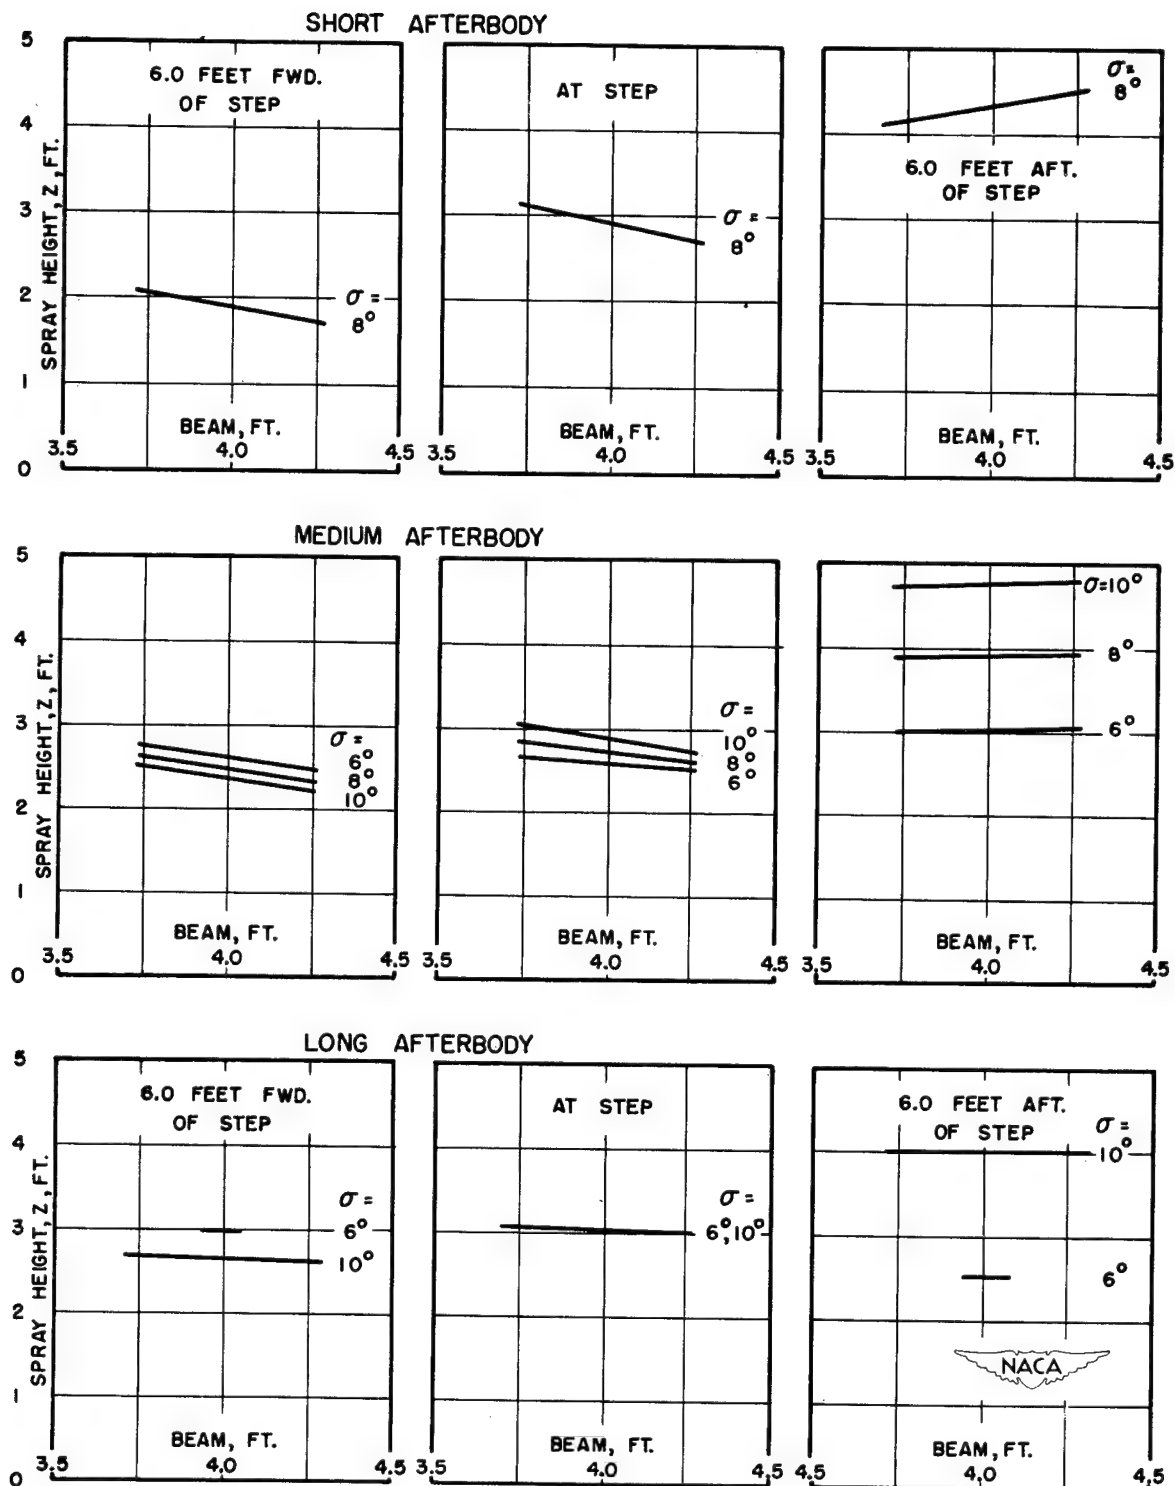 SHORT AFTERBODY
5
4
3
2
1
0
SPRAY HEIGHT, Z, FT.
6.0 FEET FWD.
OF STEP
σ =
8°
BEAM, FT.
3.5 4.0 4.5
AT STEP
σ =
8°
BEAM, FT.
3.5 4.0 4.5
σ =
8°
6.0 FEET AFT.
OF STEP
BEAM, FT.
3.5 4.0 4.5
MEDIUM AFTERBODY
5
4
3
2
1
0
SPRAY HEIGHT, Z, FT.
σ =
6°
8°
10°
BEAM, FT.
3.5 4.0 4.5
σ =
10°
8°
6°
BEAM, FT.
3.5 4.0 4.5
σ=10°
8°
6°
BEAM, FT.
3.5 4.0 4.5
LONG AFTERBODY
5
4
3
2
1
0
SPRAY HEIGHT, Z, FT.
6.0 FEET FWD.
OF STEP
σ =
6°
10°
BEAM, FT.
3.5 4.0 4.5
AT STEP
σ =
6°,10°
BEAM, FT.
3.5 4.0 4.5
6.0 FEET AFT.
OF STEP
σ =
10°
6°
NACA
BEAM, FT.
4.5 4.0 4.5